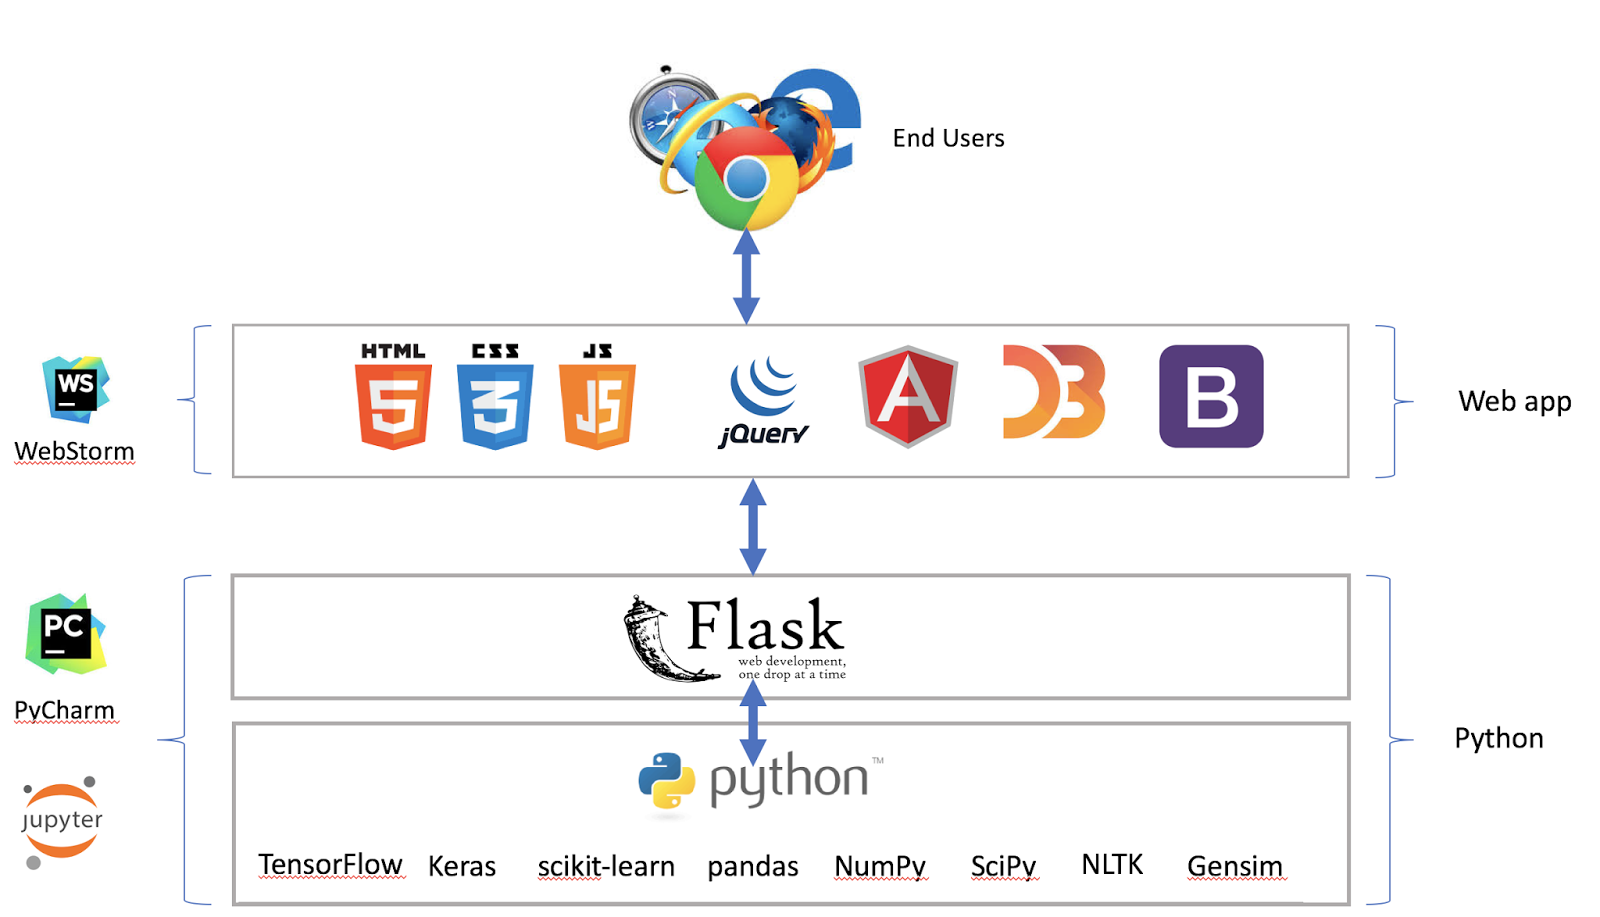 End Users
HTML CSS JS
5 3 JS
jQuery
A
D3
B
WS
WebStorm
Web app
Flask
web development,
one drop at a time
PC
PyCharm
Python
python™
jupyter
TensorFlow Keras scikit-learn pandas NumPy SciPy NLTK Gensim